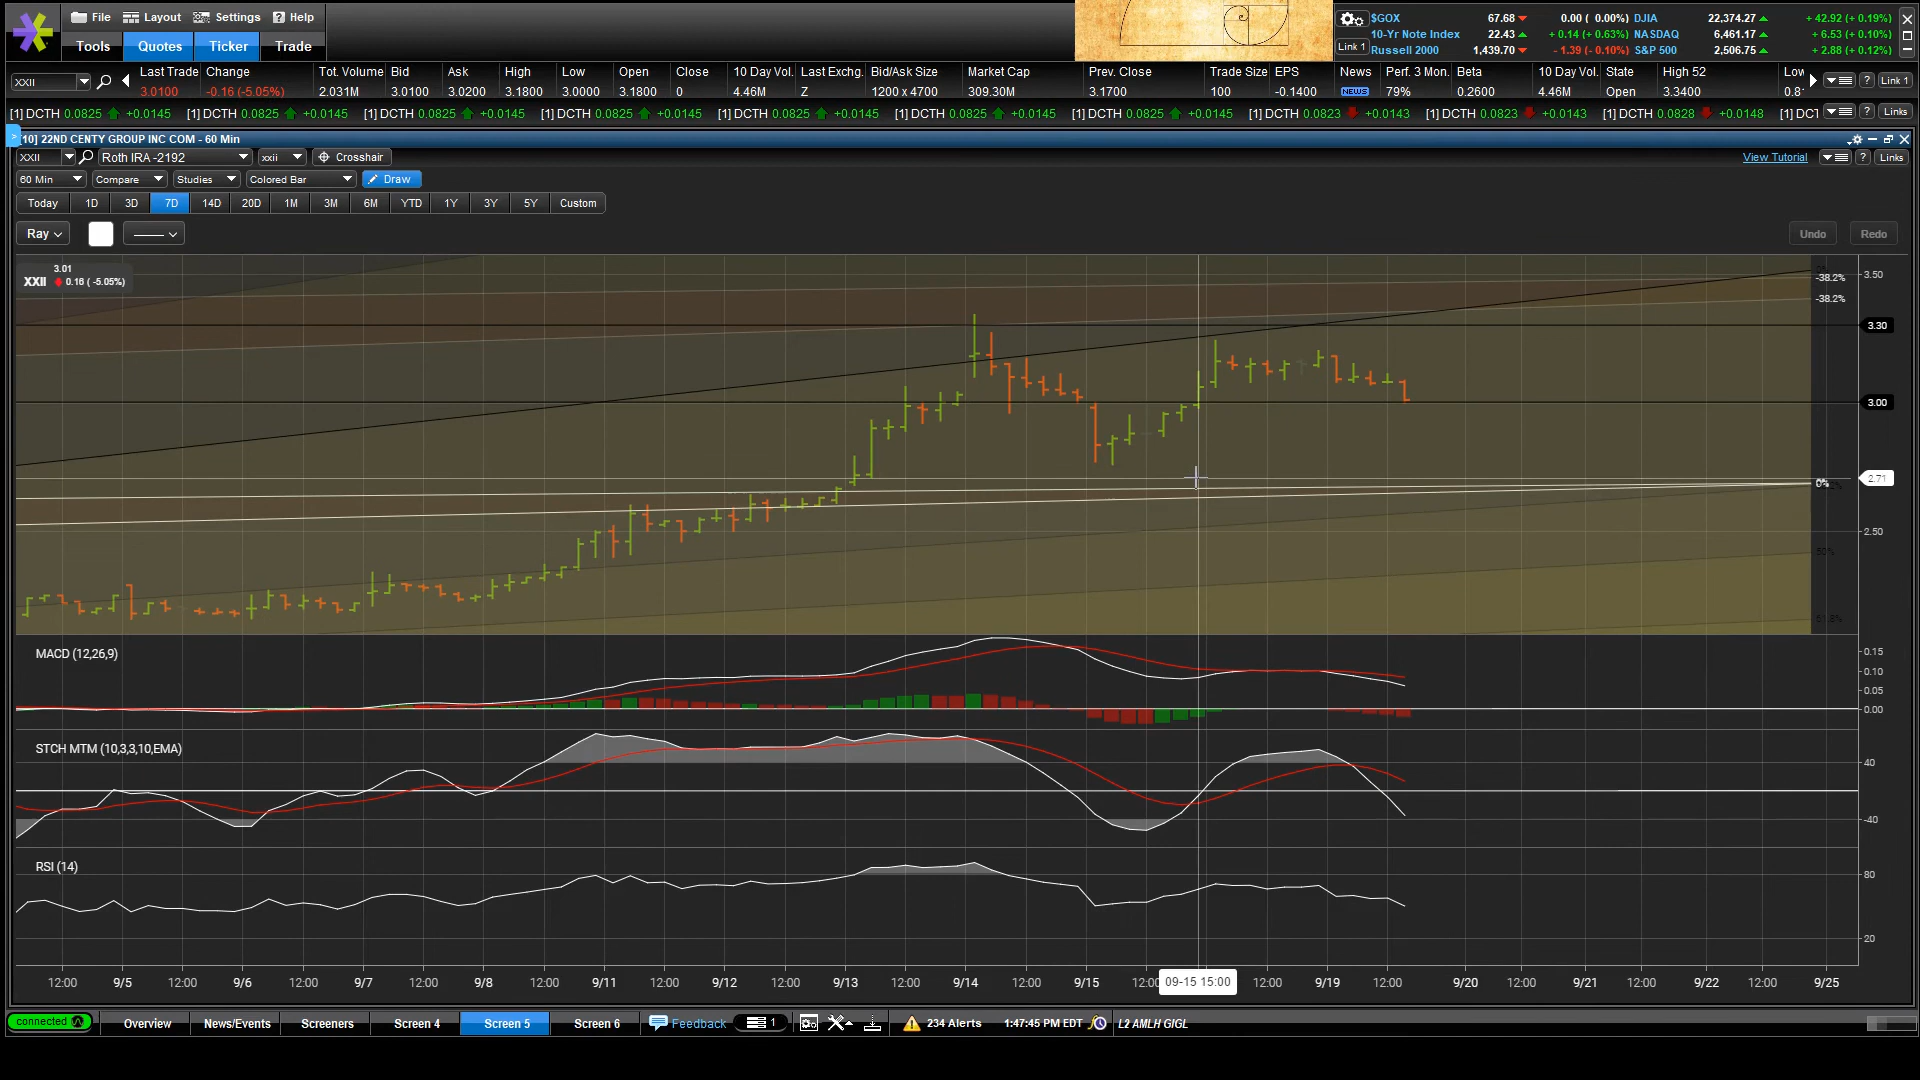 File Layout Settings ? Help
Tools Quotes Ticker Trade
Link 1
$GOX 67.68 0.00 ( 0.00%) DJIA 22,374.27 + 42.92 (+ 0.19%)
10-Yr Note Index 22.43 + 0.14 (+ 0.63%) NASDAQ 6,461.17 + 6.53 (+ 0.10%)
Russell 2000 1,439.70 - 1.39 (- 0.10%) S&P 500 2,506.75 + 2.88 (+ 0.12%)
Last Trade Change Tot. Volume Bid Ask High Low Open Close 10 Day Vol. Last Exchg. Bid/Ask Size Market Cap Prev. Close Trade Size EPS News Perf. 3 Mon. Beta 10 Day Vol. State High 52 Low
XXII 3.0100 -0.16 (-5.05%) 2.031M 3.0100 3.0200 3.1800 3.0000 3.1800 0 4.46M Z 1200 x 4700 309.30M 3.1700 100 -0.1400 NEWS 79% 0.2600 4.46M Open 3.3400 0.8 ? Link 1
[1] DCTH 0.0825 +0.0145 [1] DCTH 0.0825 +0.0145 [1] DCTH 0.0825 +0.0145 [1] DCTH 0.0825 +0.0145 [1] DCTH 0.0825 +0.0145 [1] DCTH 0.0825 +0.0145 [1] DCTH 0.0825 +0.0145 [1] DCTH 0.0823 +0.0143 [1] DCTH 0.0823 +0.0143 [1] DCTH 0.0828 +0.0148 [1] DCT ? Links
[10] 22ND CENTY GROUP INC COM - 60 Min
XXII Roth IRA -2192 xxii Crosshair View Tutorial ? Links
60 Min Compare Studies Colored Bar Draw
Today 1D 3D 7D 14D 20D 1M 3M 6M YTD 1Y 3Y 5Y Custom
Ray Undo Redo
3.01
XXII 0.16 ( -5.05%)
-38.2%
-38.2%
3.50
3.30
3.00
2.71
0%
2.50
50%
61.8%
MACD (12,26,9)
0.15
0.10
0.05
0.00
STCH MTM (10,3,3,10,EMA)
40
-40
RSI (14)
80
20
12:00 9/5 12:00 9/6 12:00 9/7 12:00 9/8 12:00 9/11 12:00 9/12 12:00 9/13 12:00 9/14 12:00 9/15 12:00 09-15 15:00 12:00 9/19 12:00 9/20 12:00 9/21 12:00 9/22 12:00 9/25
connected Overview News/Events Screeners Screen 4 Screen 5 Screen 6 Feedback 1 234 Alerts 1:47:45 PM EDT L2 AMLH GIGL